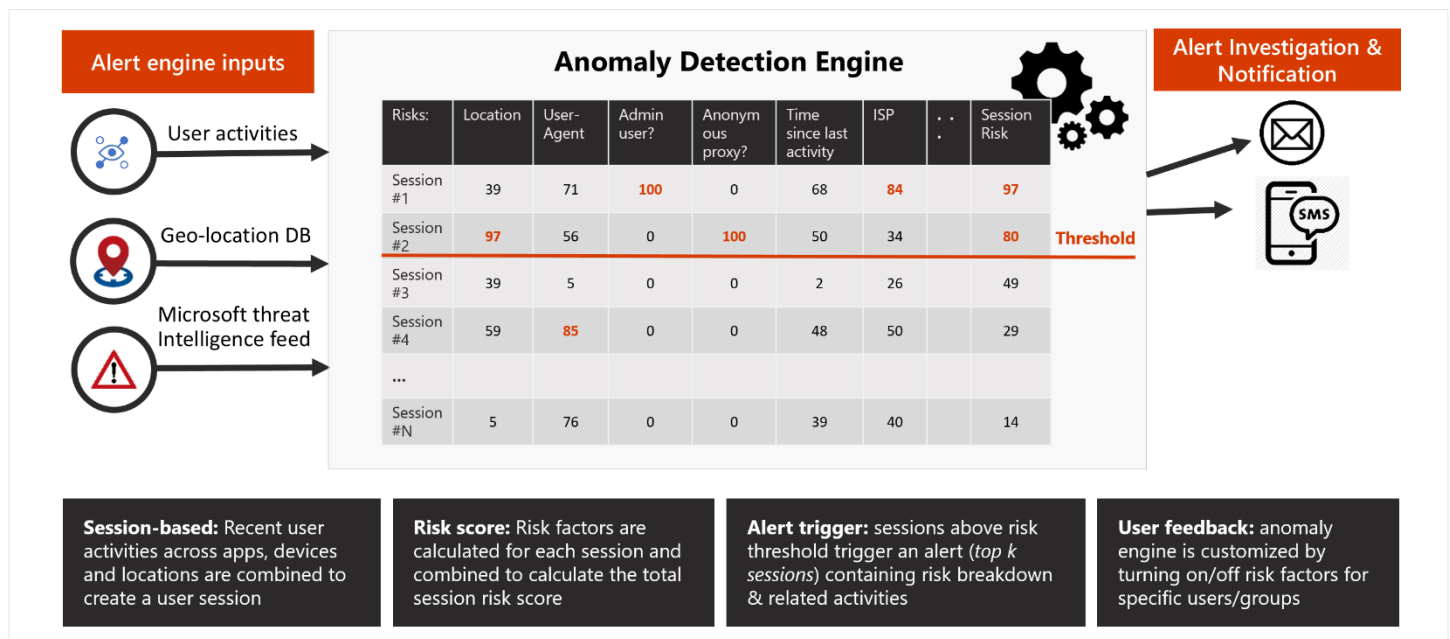 Alert engine inputs
User activities
Geo-location DB
Microsoft threat
Intelligence feed
Anomaly Detection Engine
Risks: Location User- Admin Anonym Time ISP . . Session
Agent user? ous since last . Risk
proxy? activity
Session
#1 39 71 100 0 68 84 97
Session
#2 97 56 0 100 50 34 80
Threshold
Session
#3 39 5 0 0 2 26 49
Session
#4 59 85 0 0 48 50 29
...
Session
#N 5 76 0 0 39 40 14
Alert Investigation &
Notification
SMS
Session-based: Recent user
activities across apps, devices
and locations are combined to
create a user session
Risk score: Risk factors are
calculated for each session and
combined to calculate the total
session risk score
Alert trigger: sessions above risk
threshold trigger an alert (top k
sessions) containing risk breakdown
& related activities
User feedback: anomaly
engine is customized by
turning on/off risk factors for
specific users/groups